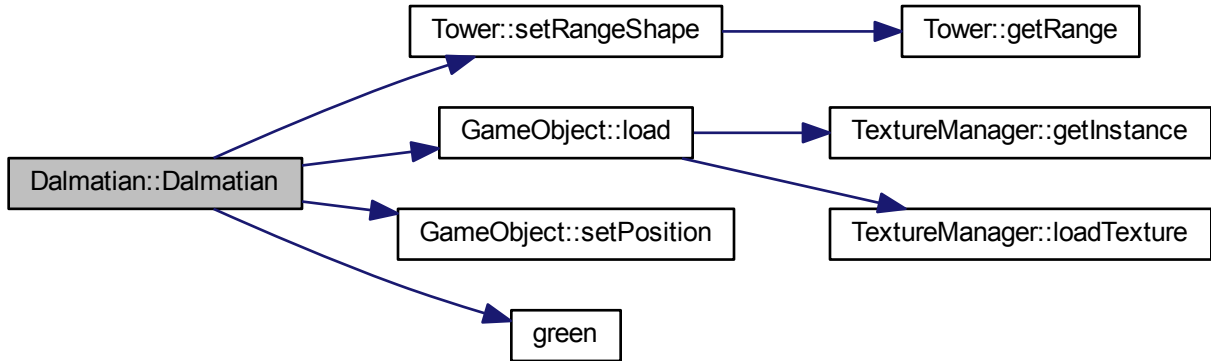 Tower::setRangeShape
Tower::getRange
GameObject::load
TextureManager::getInstance
Dalmatian::Dalmatian
GameObject::setPosition
TextureManager::loadTexture
green